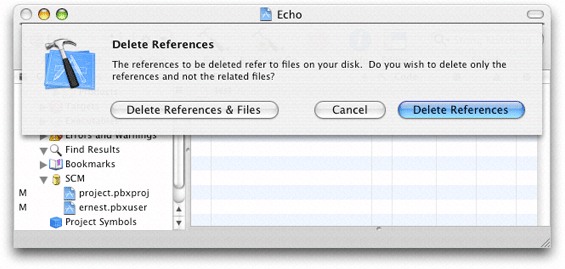 Echo
Delete References
The references to be deleted refer to files on your disk.  Do you wish to delete only the
references and not the related files?
Delete References & Files
Cancel
Delete References
Errors and Warnings
Find Results
Bookmarks
SCM
M project.pbxproj
M ernest.pbxuser
Project Symbols